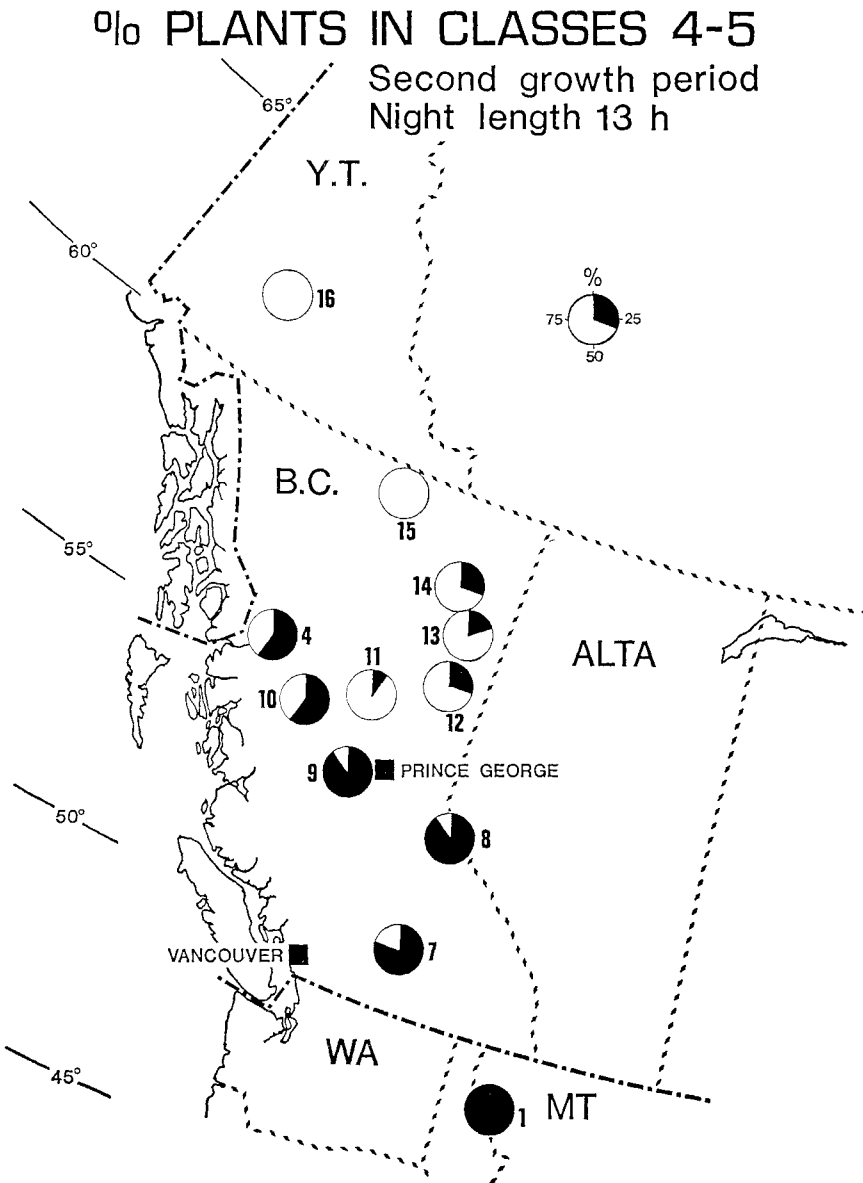 % PLANTS IN CLASSES 4-5
Second growth period
Night length 13 h
65°
Y.T.
60°
16
%
75
25
50
B.C.
15
55°
14
13
4
ALTA
11
10
12
9
PRINCE GEORGE
50°
8
VANCOUVER
7
WA
45°
1
MT